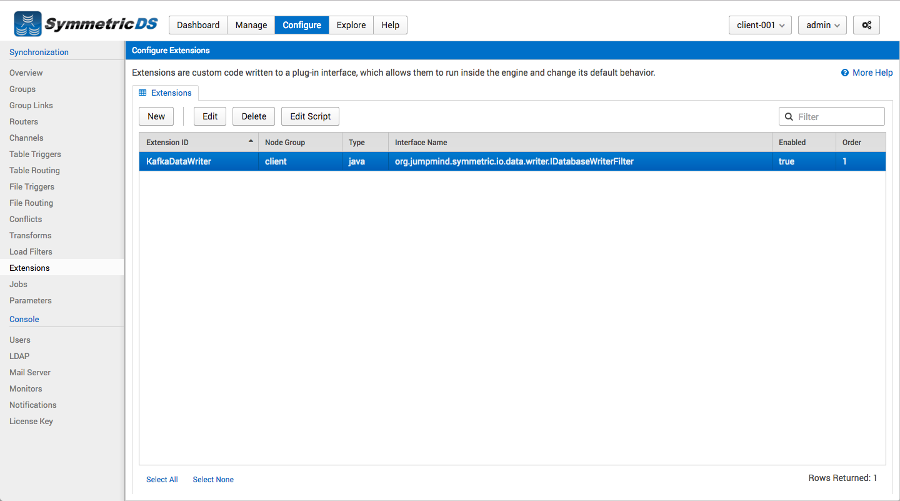 SymmetricDS
Dashboard Manage Configure Explore Help
client-001 admin
Synchronization
Overview
Groups
Group Links
Routers
Channels
Table Triggers
Table Routing
File Triggers
File Routing
Conflicts
Transforms
Load Filters
Extensions
Jobs
Parameters
Console
Users
LDAP
Mail Server
Monitors
Notifications
License Key
Configure Extensions
Extensions are custom code written to a plug-in interface, which allows them to run inside the engine and change its default behavior.
More Help
Extensions
New Edit Delete Edit Script
Filter
Extension ID Node Group Type Interface Name Enabled Order
KafkaDataWriter client java org.jumpmind.symmetric.io.data.writer.IDatabaseWriterFilter true 1
Select All Select None
Rows Returned: 1